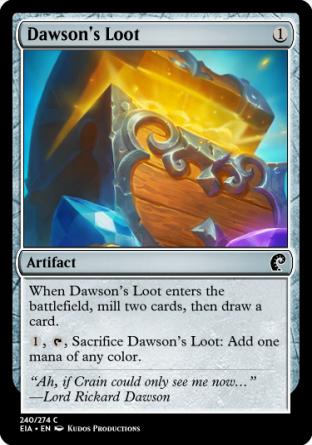 Dawson's Loot 1
Artifact
When Dawson's Loot enters the
battlefield, mill two cards, then draw a
card.
1, , Sacrifice Dawson's Loot: Add one
mana of any color.
"Ah, if Crain could only see me now…"
—Lord Rickard Dawson
240/274 C
EIA • EN Kudos Productions